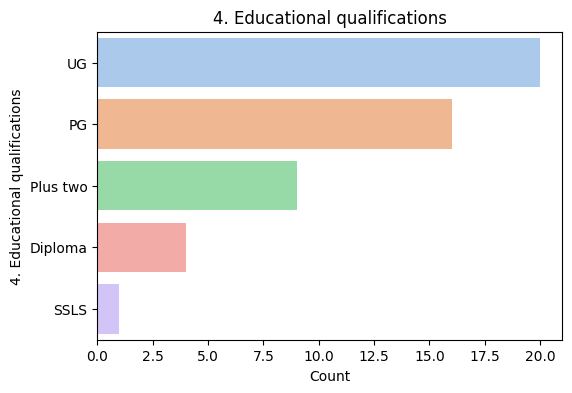 4. Educational qualifications
4. Educational qualifications
UG
PG
Plus two
Diploma
SSLS
0.0 2.5 5.0 7.5 10.0 12.5 15.0 17.5 20.0
Count